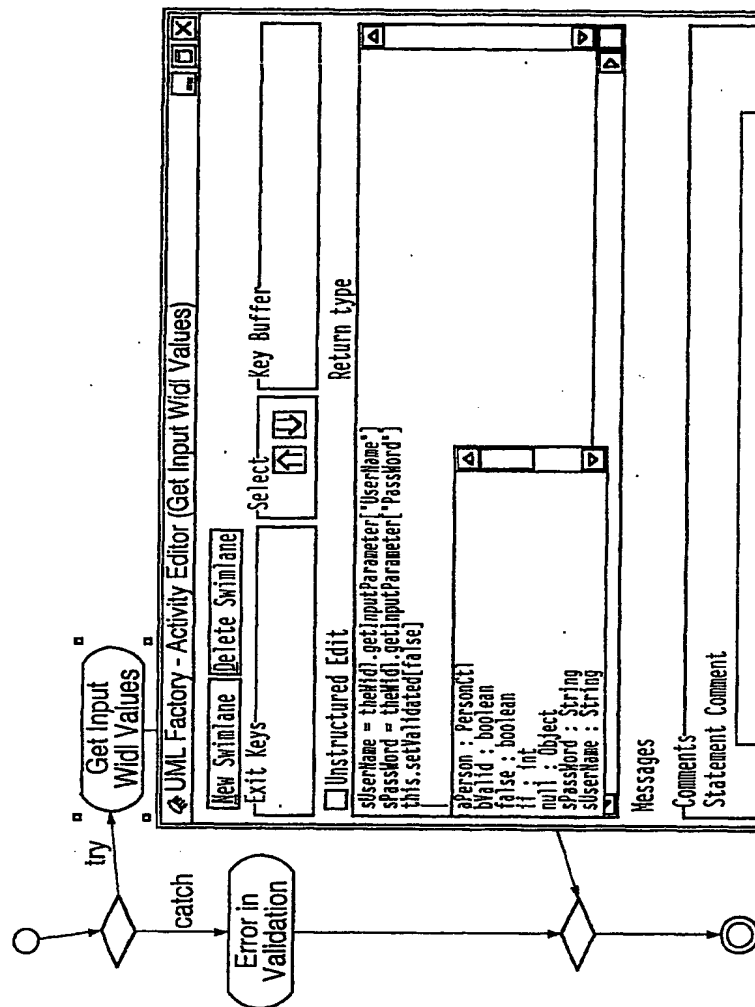 Get Input
Widl Values
try
catch
Error in
Validation
UML Factory - Activity Editor (Get Input Widl Values)
New Swimlane Delete Swimlane
Exit Keys Select Key Buffer
Unstructured Edit Return type
sUserName = theWidl.getInputParameter["UserName"]
sPassWord = theWidl.getInputParameter["PassWord"]
this.setValidated[false]
aPerson : PersonCtl
bValid : boolean
false : boolean
ii : int
null : Object
sPassWord : String
sUserName : String
Messages
Comments
Statement Comment